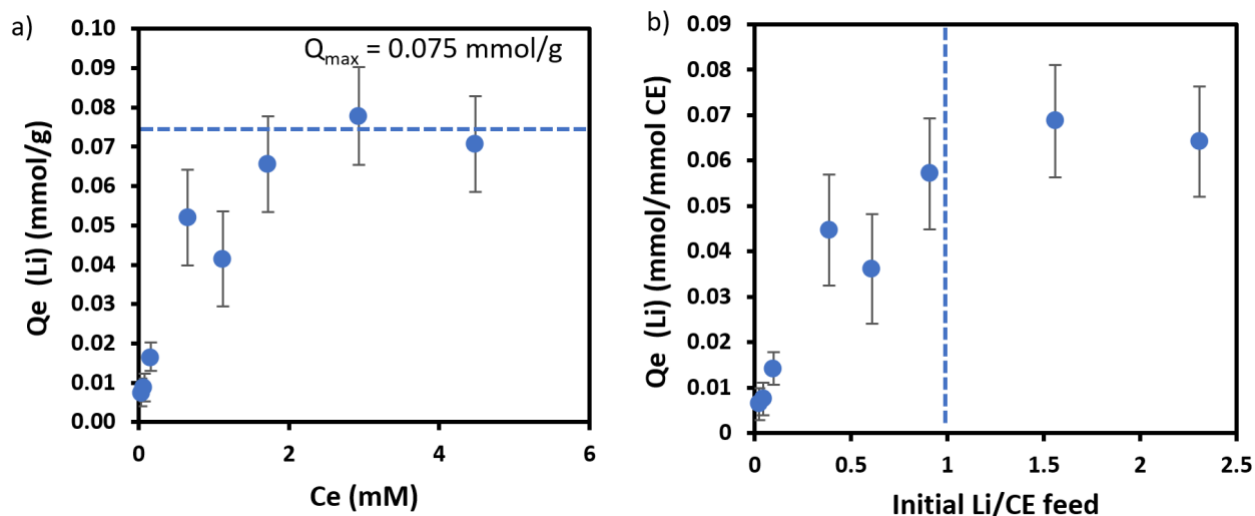 a)
Qmax = 0.075 mmol/g
Qe (Li) (mmol/g)
0.10
0.09
0.08
0.07
0.06
0.05
0.04
0.03
0.02
0.01
0.00
0 2 4 6
Ce (mM)
b)
Qe (Li) (mmol/mmol CE)
0.09
0.08
0.07
0.06
0.05
0.04
0.03
0.02
0.01
0
0 0.5 1 1.5 2 2.5
Initial Li/CE feed